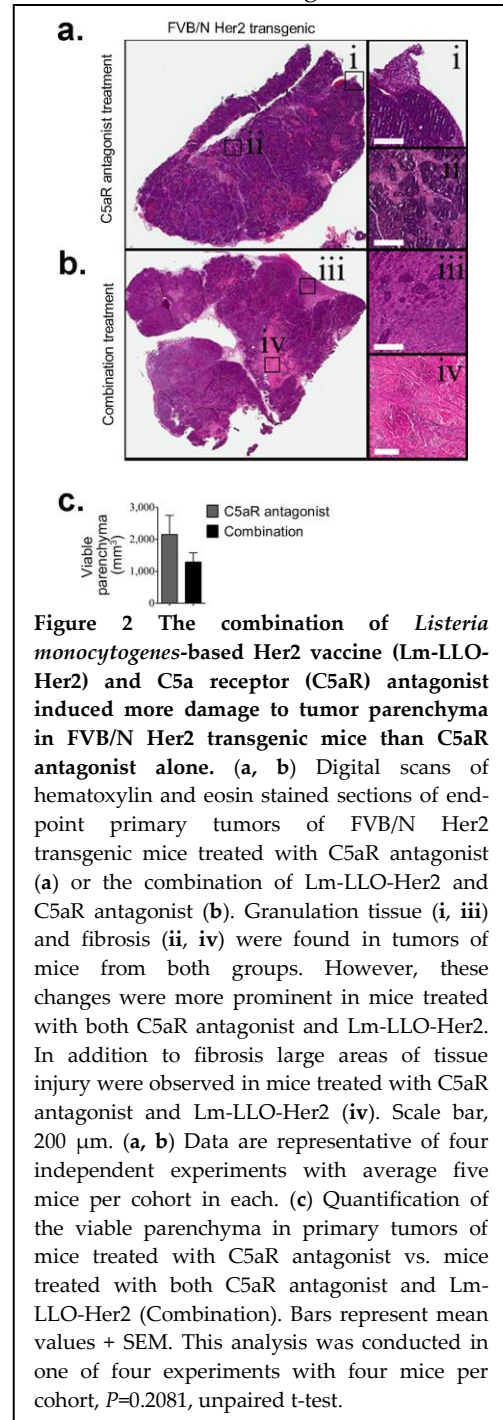 a.
FVB/N Her2 transgenic
C5aR antagonist treatment
i
ii
i
ii
b.
Combination treatment
iii
iv
iii
iv
c.
Viable
parenchyma
(mm³)
3,000
2,000
1,000
0
C5aR antagonist
Combination
Figure 2 The combination of Listeria
monocytogenes-based Her2 vaccine (Lm-LLO-
Her2) and C5a receptor (C5aR) antagonist
induced more damage to tumor parenchyma
in FVB/N Her2 transgenic mice than C5aR
antagonist alone. (a, b) Digital scans of
hematoxylin and eosin stained sections of end-
point primary tumors of FVB/N Her2
transgenic mice treated with C5aR antagonist
(a) or the combination of Lm-LLO-Her2 and
C5aR antagonist (b). Granulation tissue (i, iii)
and fibrosis (ii, iv) were found in tumors of
mice from both groups. However, these
changes were more prominent in mice treated
with both C5aR antagonist and Lm-LLO-Her2.
In addition to fibrosis large areas of tissue
injury were observed in mice treated with C5aR
antagonist and Lm-LLO-Her2 (iv). Scale bar,
200 μm. (a, b) Data are representative of four
independent experiments with average five
mice per cohort in each. (c) Quantification of
the viable parenchyma in primary tumors of
mice treated with C5aR antagonist vs. mice
treated with both C5aR antagonist and Lm-
LLO-Her2 (Combination). Bars represent mean
values + SEM. This analysis was conducted in
one of four experiments with four mice per
cohort, P=0.2081, unpaired t-test.